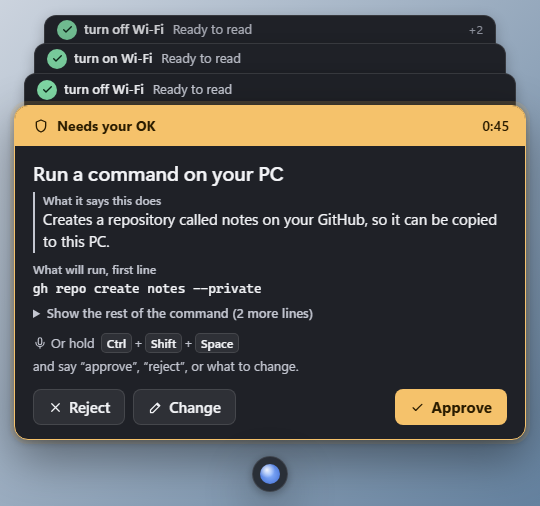 turn off Wi-Fi Ready to read +2
turn on Wi-Fi Ready to read
turn off Wi-Fi Ready to read
Needs your OK 0:45
Run a command on your PC
What it says this does
Creates a repository called notes on your GitHub, so it can be copied
to this PC.
What will run, first line
gh repo create notes --private
Show the rest of the command (2 more lines)
Or hold Ctrl + Shift + Space
and say “approve”, “reject”, or what to change.
Reject Change Approve